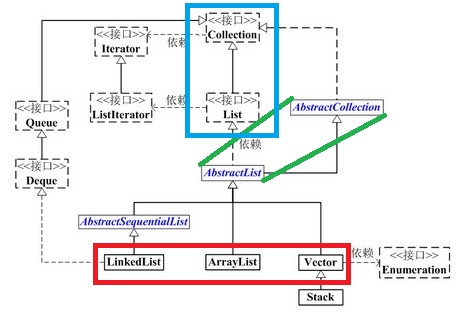 <<接口>>
Collection
<<接口>>
Iterator
依赖
<<接口>>
ListIterator
依赖
<<接口>>
List
AbstractCollection
<<接口>>
Queue
依赖
<<接口>>
Deque
AbstractList
AbstractSequentialList
LinkedList
ArrayList
Vector
依赖
<<接口>>
Enumeration
Stack